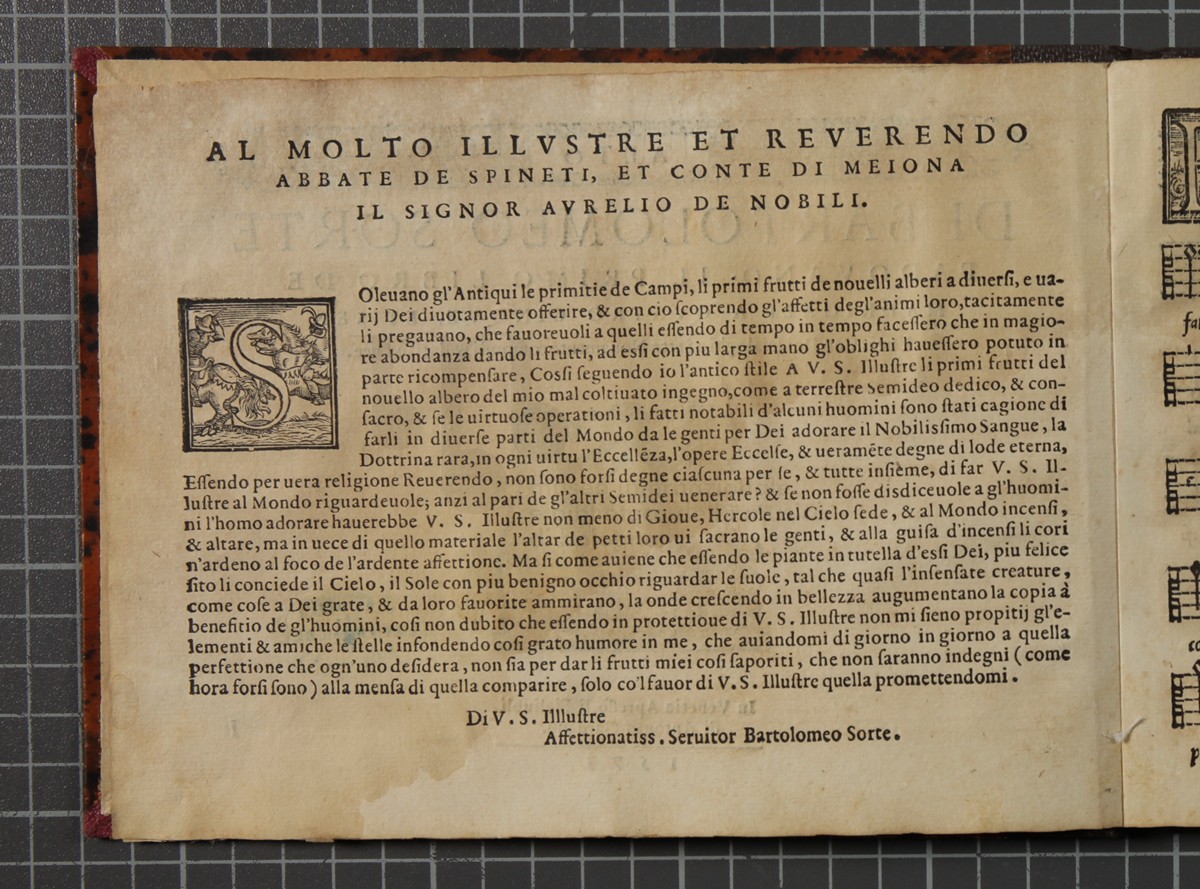 AL MOLTO ILLVSTRE ET REVERENDO
ABBATE DE SPINETI, ET CONTE DI MEIONA
IL SIGNOR AVRELIO DE NOBILI.
SOleuano gl'Antiqui le primitie de Campi, li primi frutti de nouelli alberi a diuersi, e ua-
rij Dei diuotamente offerire, & con cio scoprendo gl'affetti degl'animi loro, tacitamente
li pregauano, che fauoreuoli a quelli essendo di tempo in tempo facessero che in magio-
re abondanza dando li frutti, ad essi con piu larga mano gl'oblighi hauessero potuto in
parte ricompensare, Cossi seguendo io l'antico stile A V. S. Illustre li primi frutti del
nouello albero del mio mal coltiuato ingegno, come a terrestre Semideo dedico, & con-
sacro, & se le uirtuose operationi, li fatti notabili d'alcuni huomini sono stati cagione di
farli in diuerse parti del Mondo da le genti per Dei adorare il Nobilissimo Sangue, la
Dottrina rara, in ogni uirtu l'Eccellẽza, l'opere Eccelse, & ueramẽte degne di lode eterna,
Essendo per uera religione Reuerendo, non sono forsi degne ciascuna per se, & tutte insième, di far V. S. Il-
lustre al Mondo riguardeuole; anzi al pari de gl'altri Semidei uenerare? & se non fosse disdiceuole a gl'huomi-
ni l'homo adorare hauerebbe V. S. Illustre non meno di Gioue, Hercole nel Cielo sede, & al Mondo incensi,
& altare, ma in uece di quello materiale l'altar de petti loro ui sacrano le genti, & alla guisa d'incensi li cori
n'ardeno al foco de l'ardente affettione. Ma si come auiene che essendo le piante in tutella d'essi Dei, piu felice
sito li conciede il Cielo, il Sole con piu benigno occhio riguardar le suole, tal che quasi l'insensate creature,
come cose a Dei grate, & da loro fauorite ammirano, la onde crescendo in bellezza augumentano la copia à
benefitio de gl'huomini, cosi non dubito che essendo in protettioue di V. S. Illustre non mi sieno propitij gl'e-
lementi & amiche le stelle infondendo cosi grato humore in me, che auiandomi di giorno in giorno a quella
perfettione che ogn'uno desidera, non sia per dar li frutti miei cosi saporiti, che non saranno indegni (come
hora forsi sono) alla mensa di quella comparire, solo co'l fauor di V. S. Illustre quella promettendomi.
Di V. S. Illlustre
Affettionatiss. Seruitor Bartolomeo Sorte.